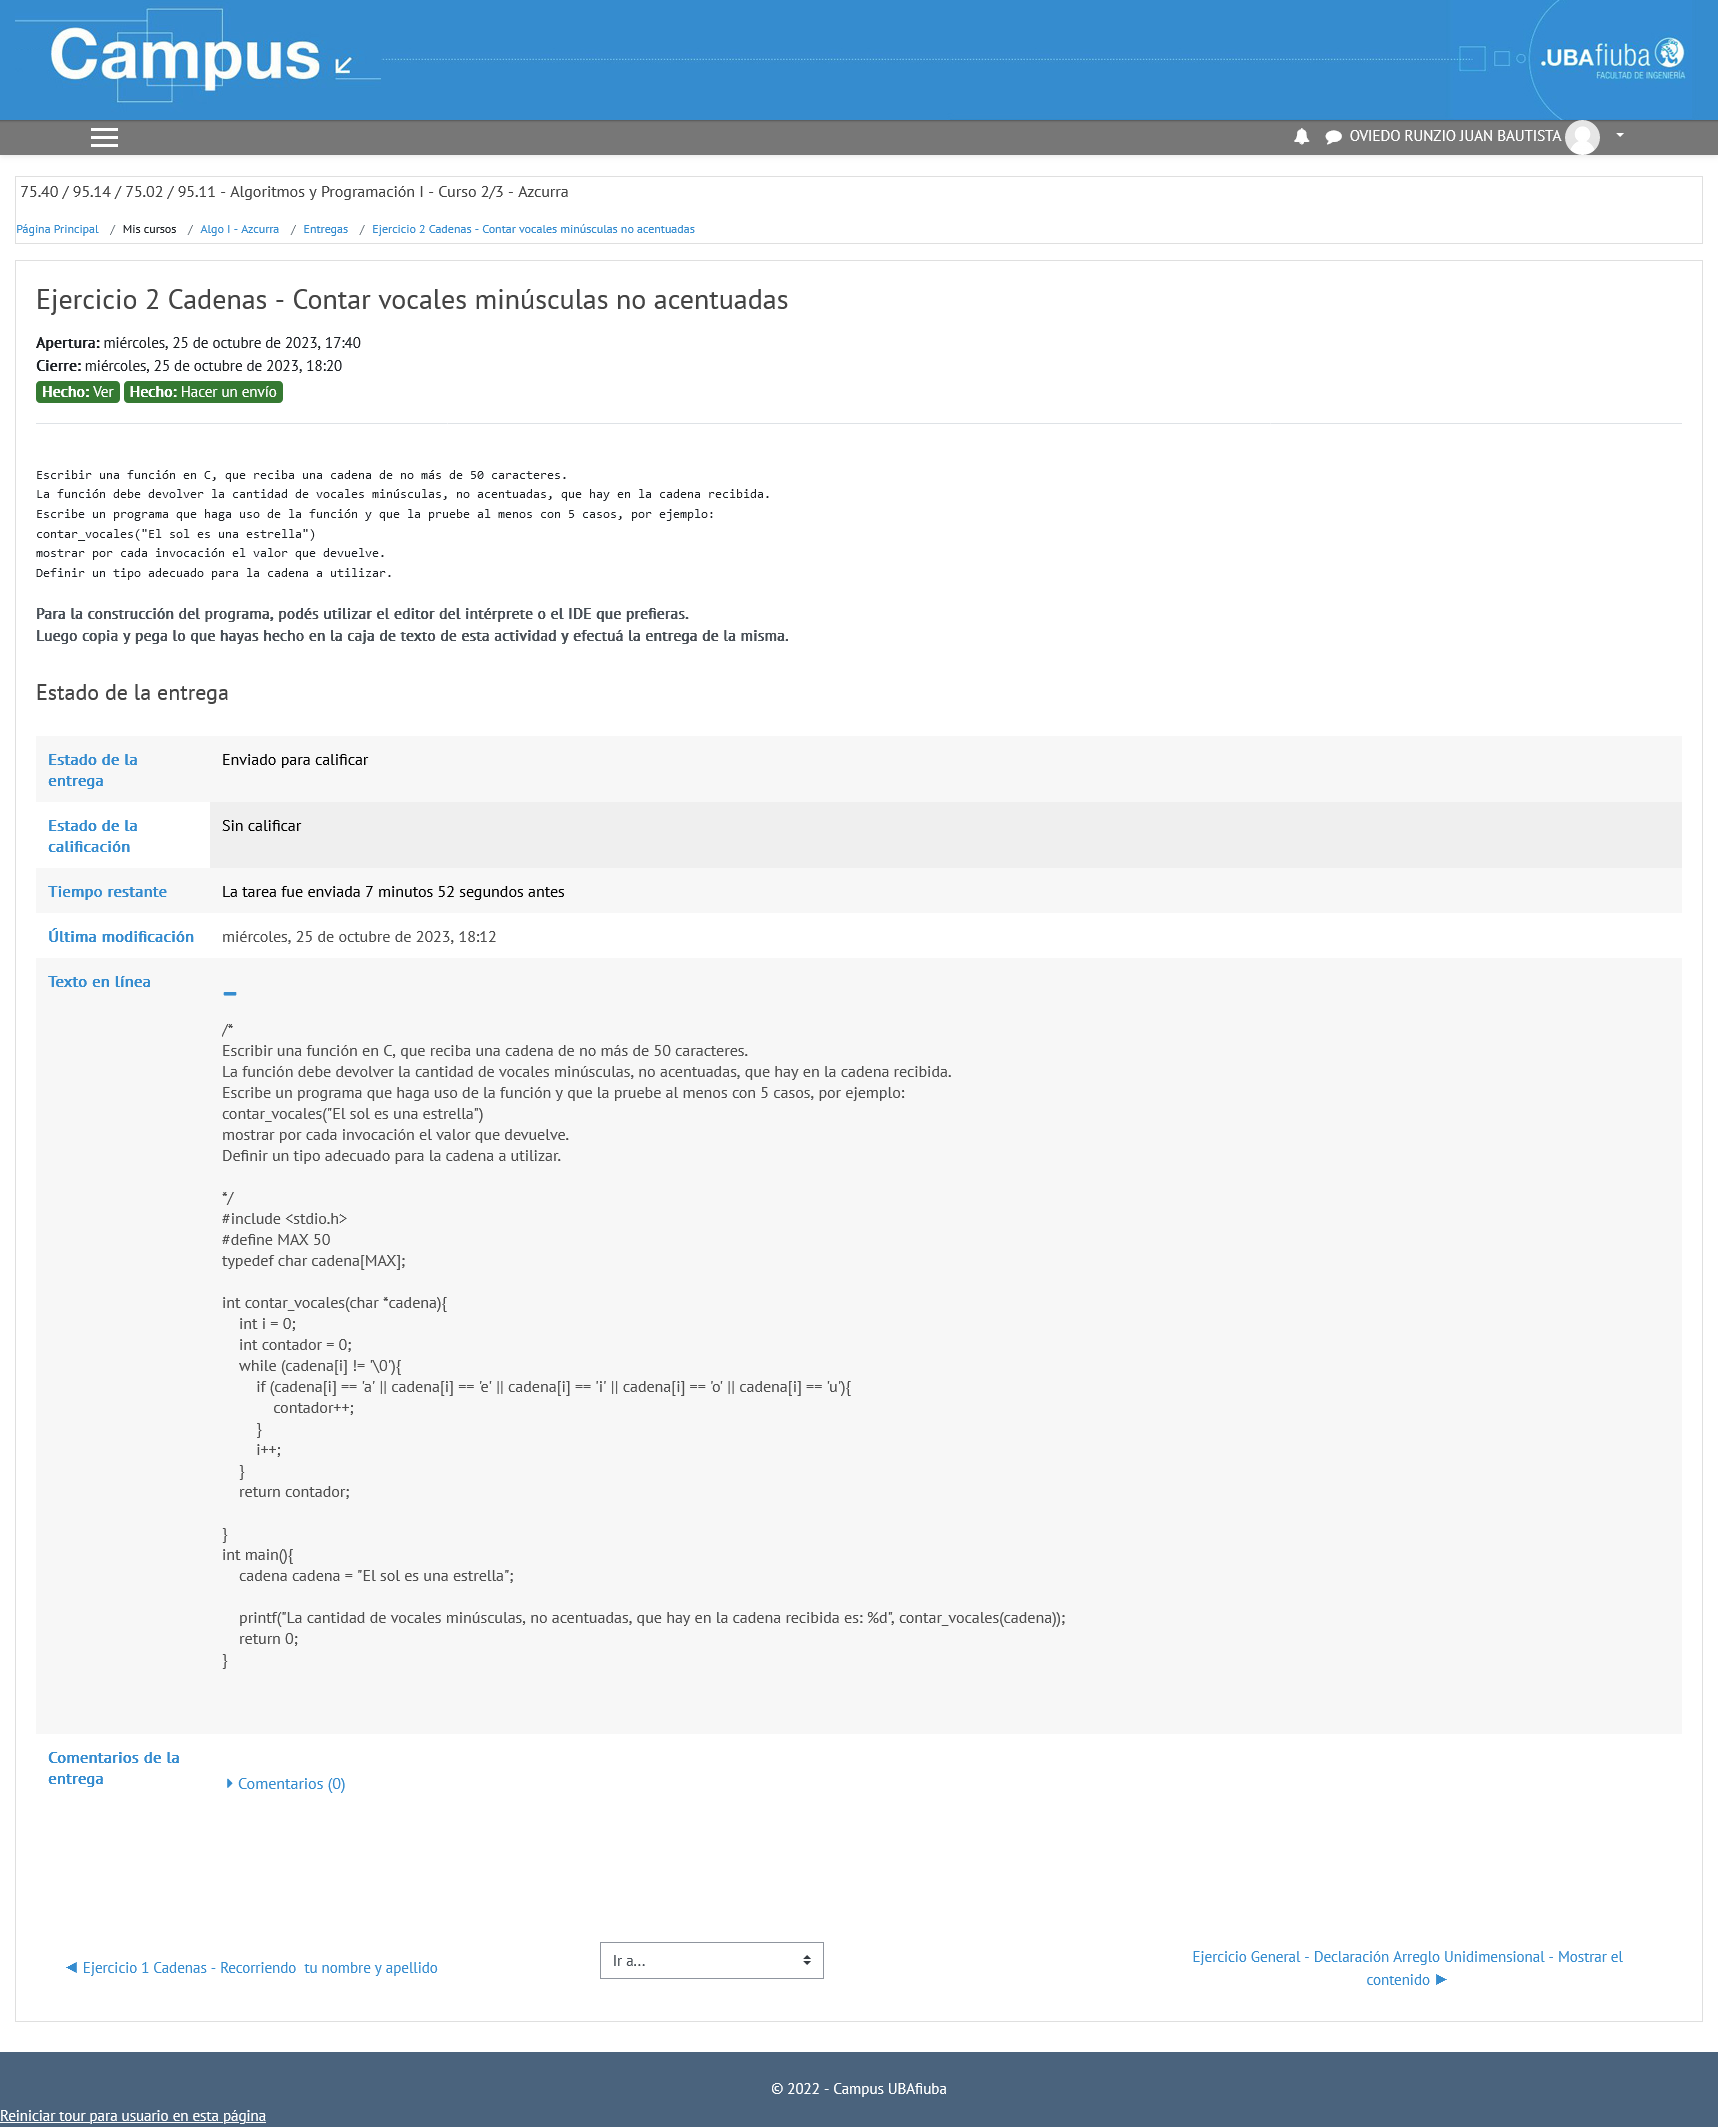 Campus
.UBAfiuba
FACULTAD DE INGENIERÍA
OVIEDO RUNZIO JUAN BAUTISTA
75.40 / 95.14 / 75.02 / 95.11 - Algoritmos y Programación I - Curso 2/3 - Azcurra
Página Principal / Mis cursos / Algo I - Azcurra / Entregas / Ejercicio 2 Cadenas - Contar vocales minúsculas no acentuadas
Ejercicio 2 Cadenas - Contar vocales minúsculas no acentuadas
Apertura: miércoles, 25 de octubre de 2023, 17:40
Cierre: miércoles, 25 de octubre de 2023, 18:20
Hecho: Ver Hecho: Hacer un envío
Escribir una función en C, que reciba una cadena de no más de 50 caracteres.
La función debe devolver la cantidad de vocales minúsculas, no acentuadas, que hay en la cadena recibida.
Escribe un programa que haga uso de la función y que la pruebe al menos con 5 casos, por ejemplo:
contar_vocales("El sol es una estrella")
mostrar por cada invocación el valor que devuelve.
Definir un tipo adecuado para la cadena a utilizar.
Para la construcción del programa, podés utilizar el editor del intérprete o el IDE que prefieras.
Luego copia y pega lo que hayas hecho en la caja de texto de esta actividad y efectuá la entrega de la misma.
Estado de la entrega
Estado de la entrega
Enviado para calificar
Estado de la calificación
Sin calificar
Tiempo restante
La tarea fue enviada 7 minutos 52 segundos antes
Última modificación
miércoles, 25 de octubre de 2023, 18:12
Texto en línea
/*
Escribir una función en C, que reciba una cadena de no más de 50 caracteres.
La función debe devolver la cantidad de vocales minúsculas, no acentuadas, que hay en la cadena recibida.
Escribe un programa que haga uso de la función y que la pruebe al menos con 5 casos, por ejemplo:
contar_vocales("El sol es una estrella")
mostrar por cada invocación el valor que devuelve.
Definir un tipo adecuado para la cadena a utilizar.
*/
#include <stdio.h>
#define MAX 50
typedef char cadena[MAX];
int contar_vocales(char *cadena){
int i = 0;
int contador = 0;
while (cadena[i] != '\0'){
if (cadena[i] == 'a' || cadena[i] == 'e' || cadena[i] == 'i' || cadena[i] == 'o' || cadena[i] == 'u'){
contador++;
}
i++;
}
return contador;
}
int main(){
cadena cadena = "El sol es una estrella";
printf("La cantidad de vocales minúsculas, no acentuadas, que hay en la cadena recibida es: %d", contar_vocales(cadena));
return 0;
}
Comentarios de la entrega
Comentarios (0)
◀ Ejercicio 1 Cadenas - Recorriendo tu nombre y apellido
Ir a...
Ejercicio General - Declaración Arreglo Unidimensional - Mostrar el
contenido ▶
© 2022 - Campus UBAfiuba
Reiniciar tour para usuario en esta página